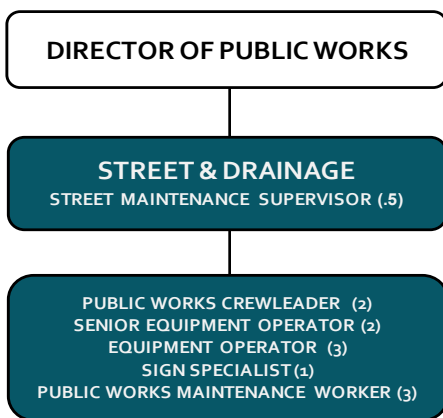 DIRECTOR OF PUBLIC WORKS
STREET & DRAINAGE
STREET MAINTENANCE SUPERVISOR (.5)
PUBLIC WORKS CREWLEADER (2)
SENIOR EQUIPMENT OPERATOR (2)
EQUIPMENT OPERATOR (3)
SIGN SPECIALIST (1)
PUBLIC WORKS MAINTENANCE WORKER (3)